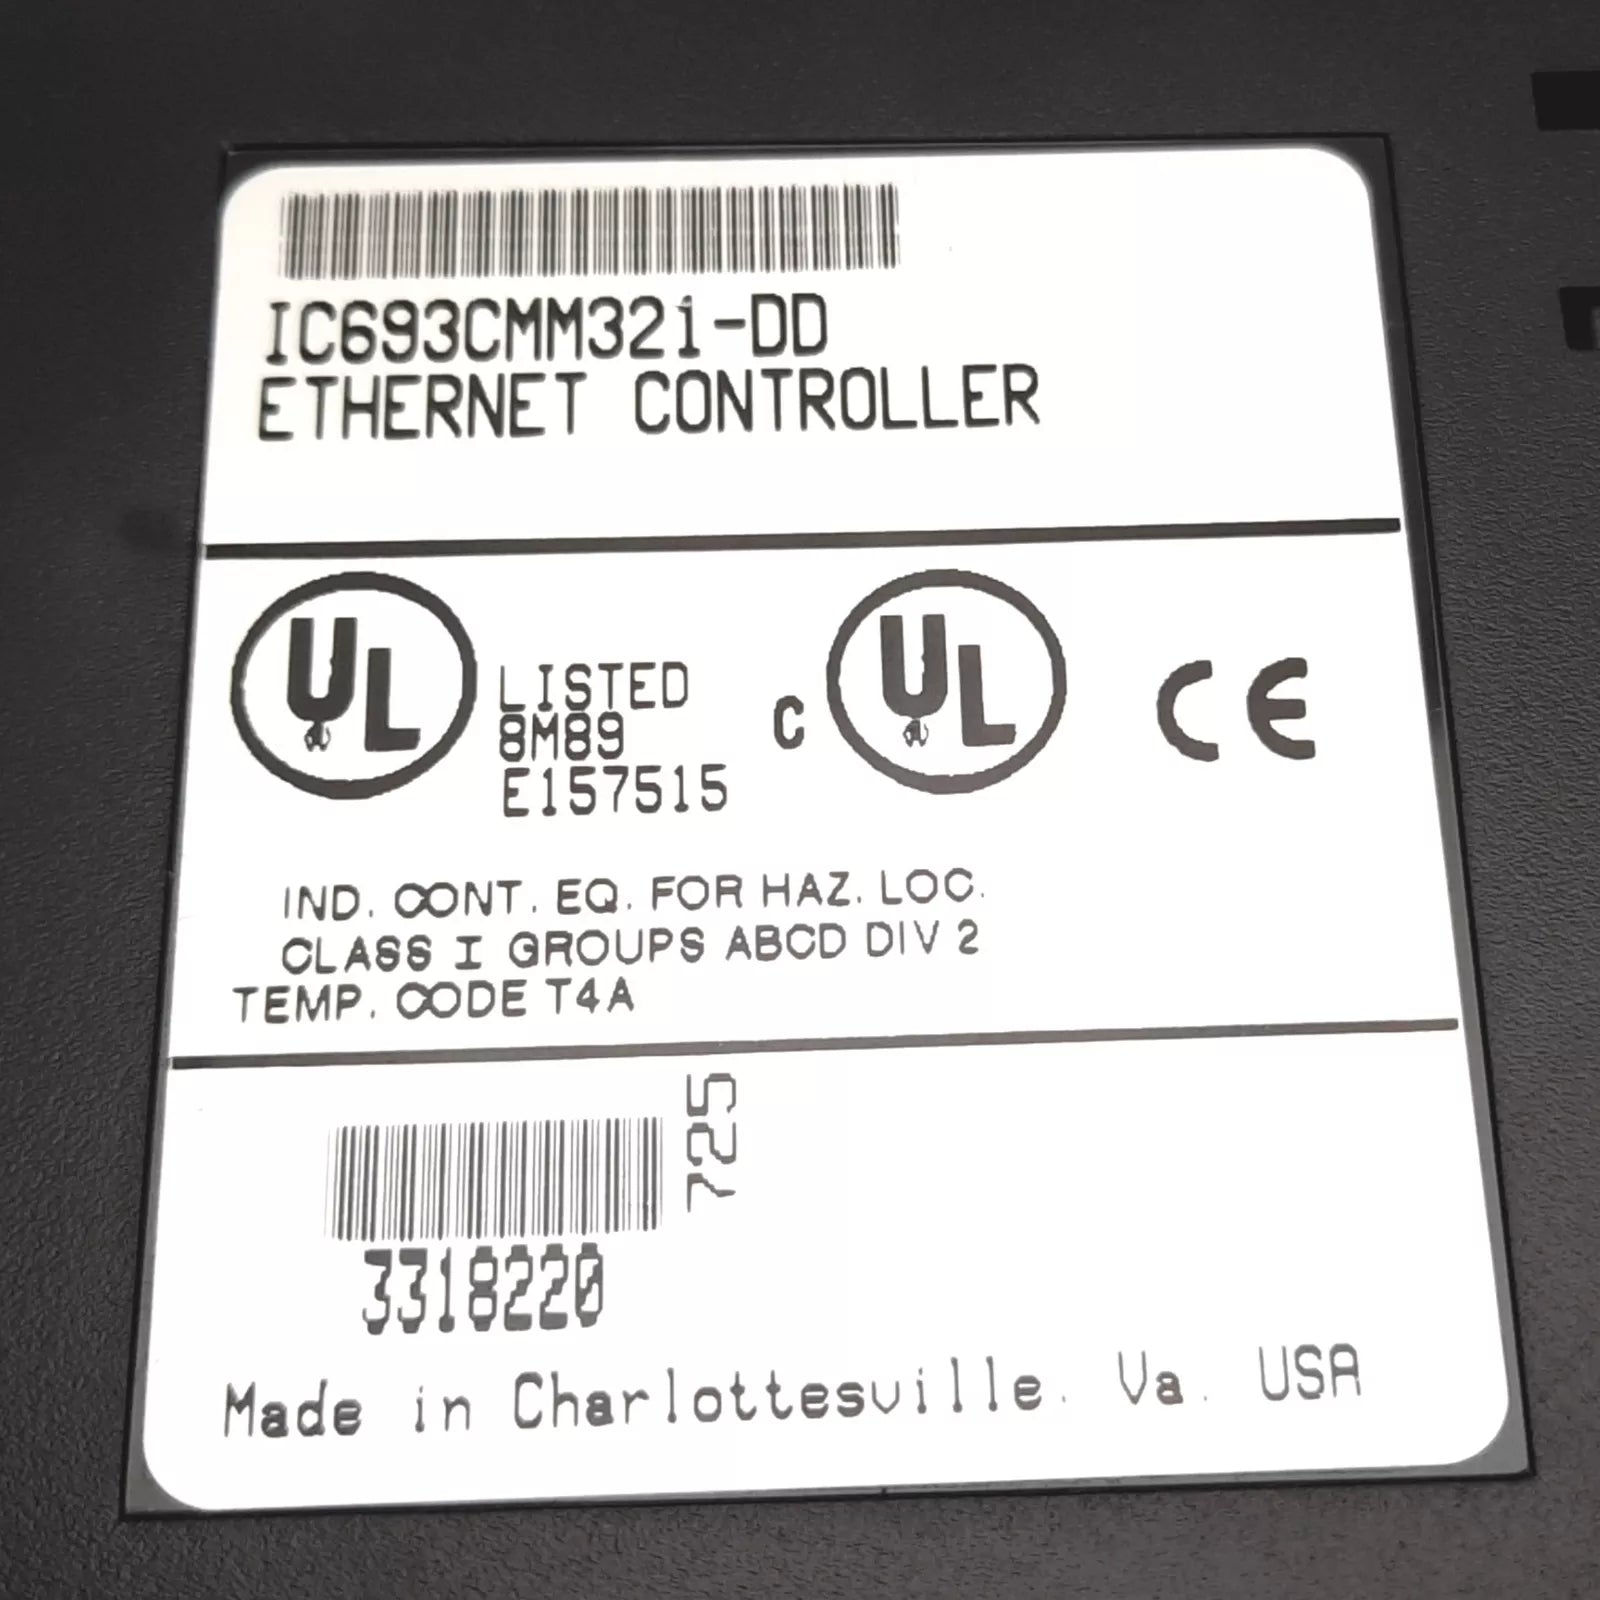 IC693CMM321-DD
ETHERNET CONTROLLER
UL LISTED
8M89
E157515
C UL CE
IND. CONT. EQ. FOR HAZ. LOC.
CLASS I GROUPS ABCD DIV 2
TEMP. CODE T4A
725
3318220
Made in Charlottesville. Va. USA